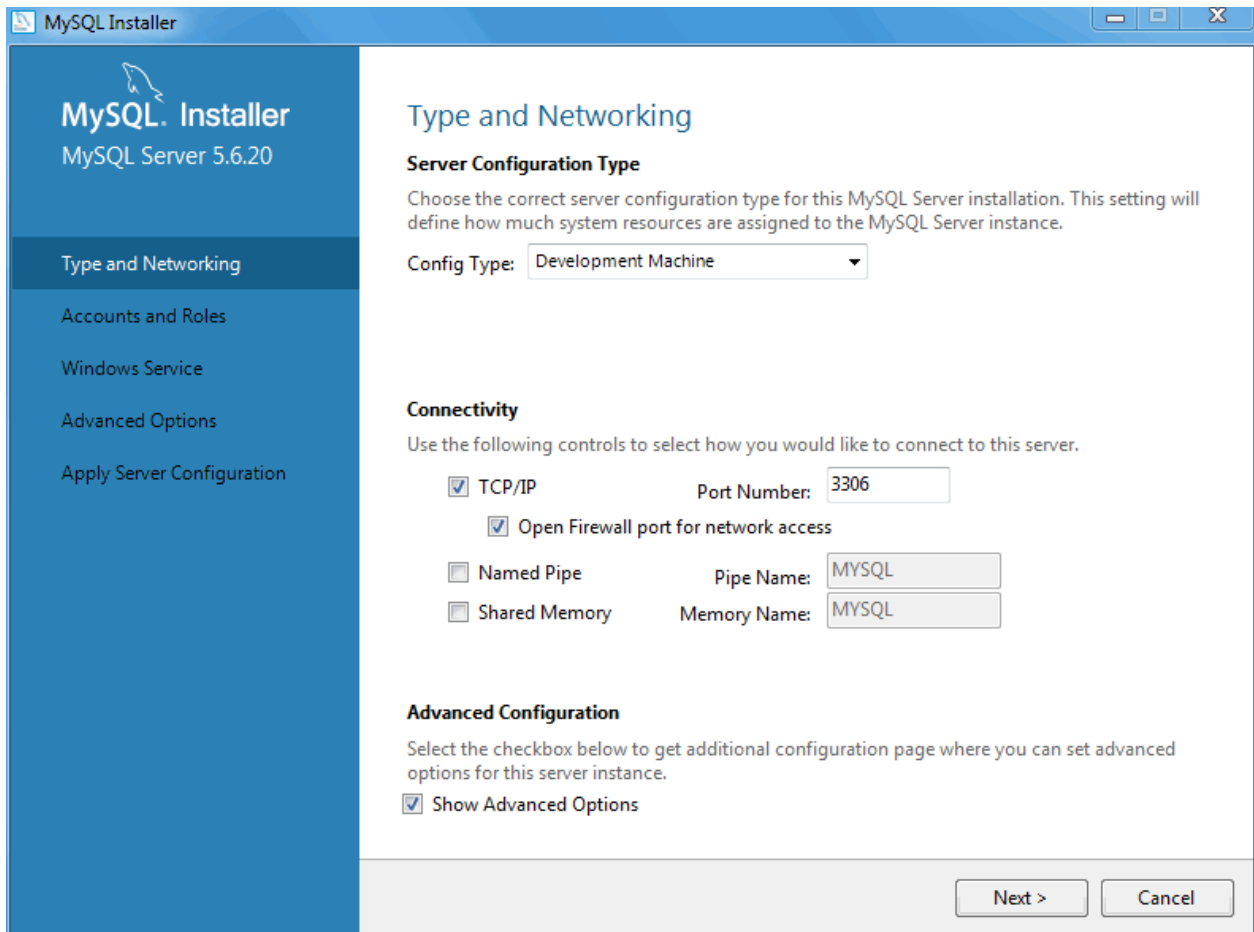 MySQL Installer
MySQL. Installer
MySQL Server 5.6.20
Type and Networking
Accounts and Roles
Windows Service
Advanced Options
Apply Server Configuration
Type and Networking
Server Configuration Type
Choose the correct server configuration type for this MySQL Server installation. This setting will
define how much system resources are assigned to the MySQL Server instance.
Config Type: Development Machine
Connectivity
Use the following controls to select how you would like to connect to this server.
TCP/IP Port Number: 3306
Open Firewall port for network access
Named Pipe Pipe Name: MYSQL
Shared Memory Memory Name: MYSQL
Advanced Configuration
Select the checkbox below to get additional configuration page where you can set advanced
options for this server instance.
Show Advanced Options
Next > Cancel